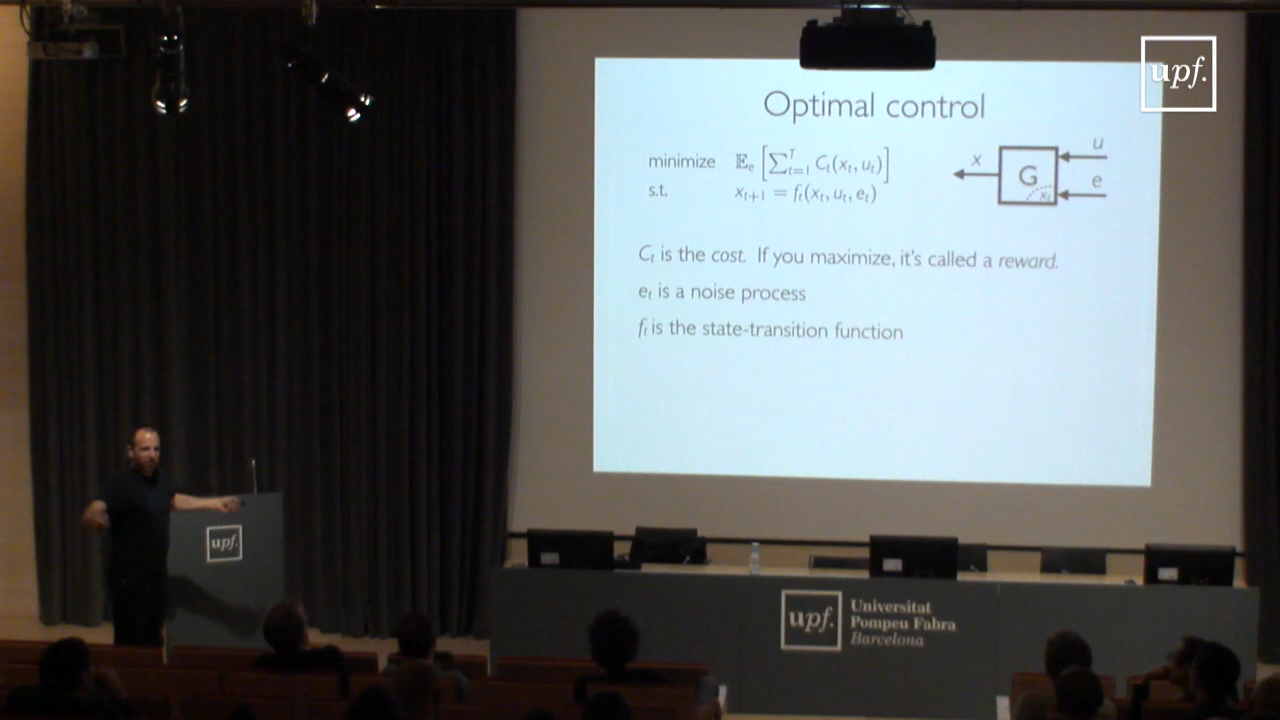 upf.
Optimal control
minimize 𝔼ₑ [∑ᵀₜ₌₁ Cₜ(xₜ, uₜ)]
s.t. xₜ₊₁ = fₜ(xₜ, uₜ, eₜ)
x
G
xₜ
u
e
Cₜ is the cost. If you maximize, it's called a reward.
eₜ is a noise process
fₜ is the state-transition function
upf.
upf.
Universitat
Pompeu Fabra
Barcelona